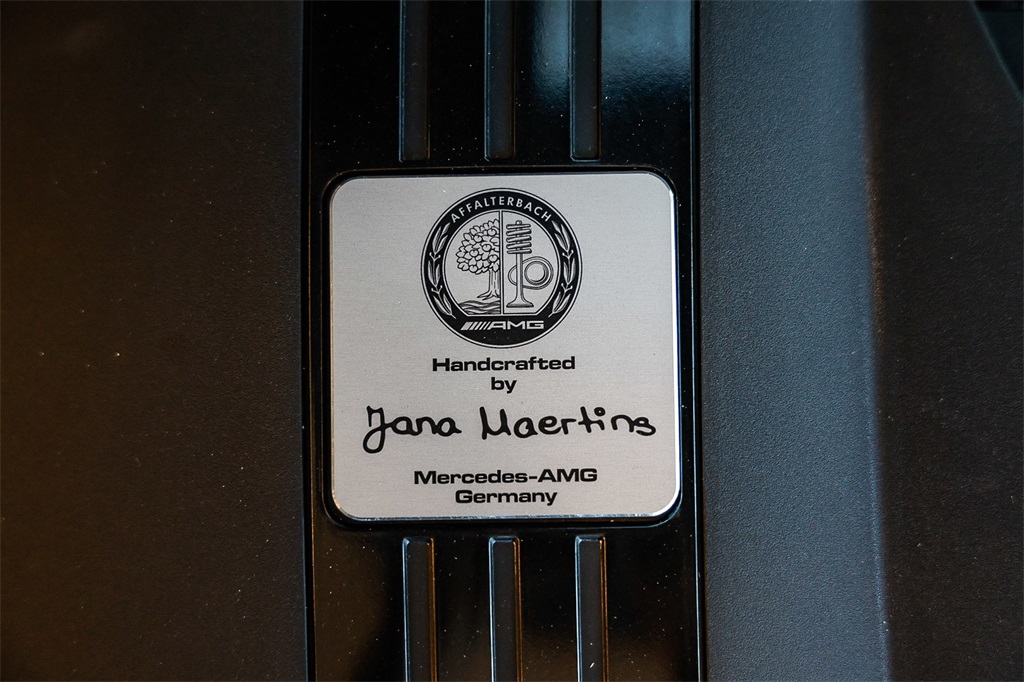 AFFALTERBACH
AMG
Handcrafted
by
Jana Maertins
Mercedes-AMG
Germany